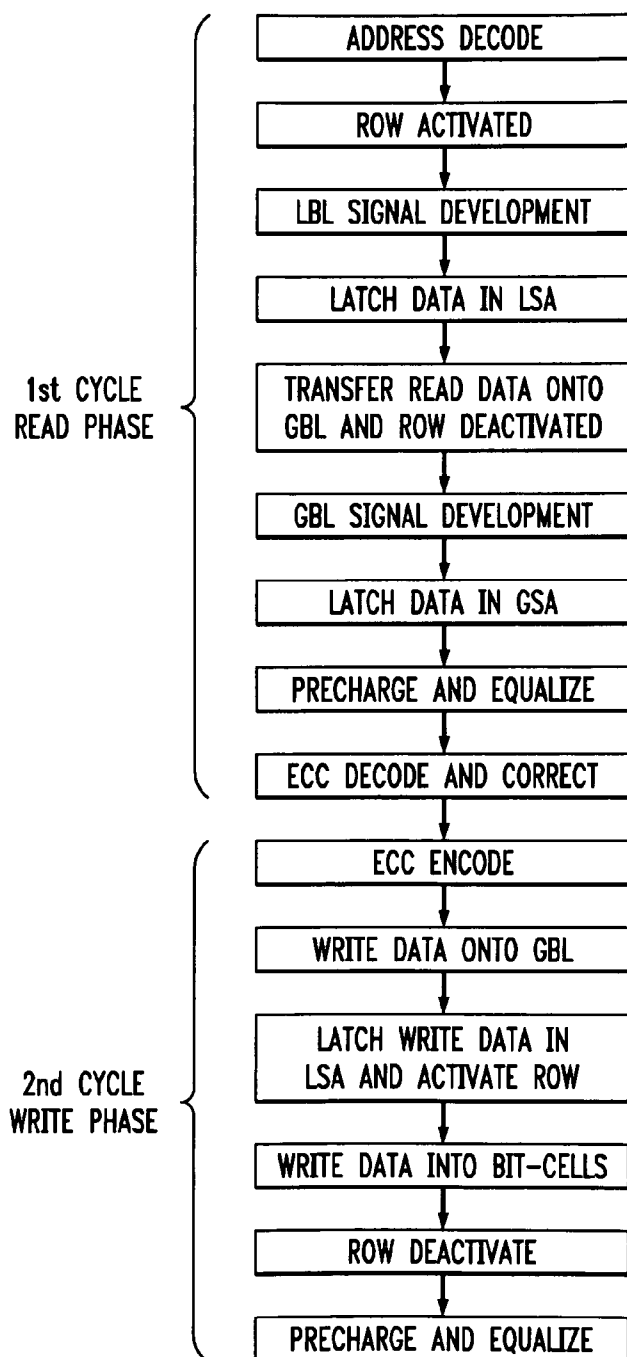 ADDRESS DECODE
ROW ACTIVATED
LBL SIGNAL DEVELOPMENT
LATCH DATA IN LSA
1st CYCLE
READ PHASE
TRANSFER READ DATA ONTO
GBL AND ROW DEACTIVATED
GBL SIGNAL DEVELOPMENT
LATCH DATA IN GSA
PRECHARGE AND EQUALIZE
ECC DECODE AND CORRECT
ECC ENCODE
WRITE DATA ONTO GBL
2nd CYCLE
WRITE PHASE
LATCH WRITE DATA IN
LSA AND ACTIVATE ROW
WRITE DATA INTO BIT-CELLS
ROW DEACTIVATE
PRECHARGE AND EQUALIZE